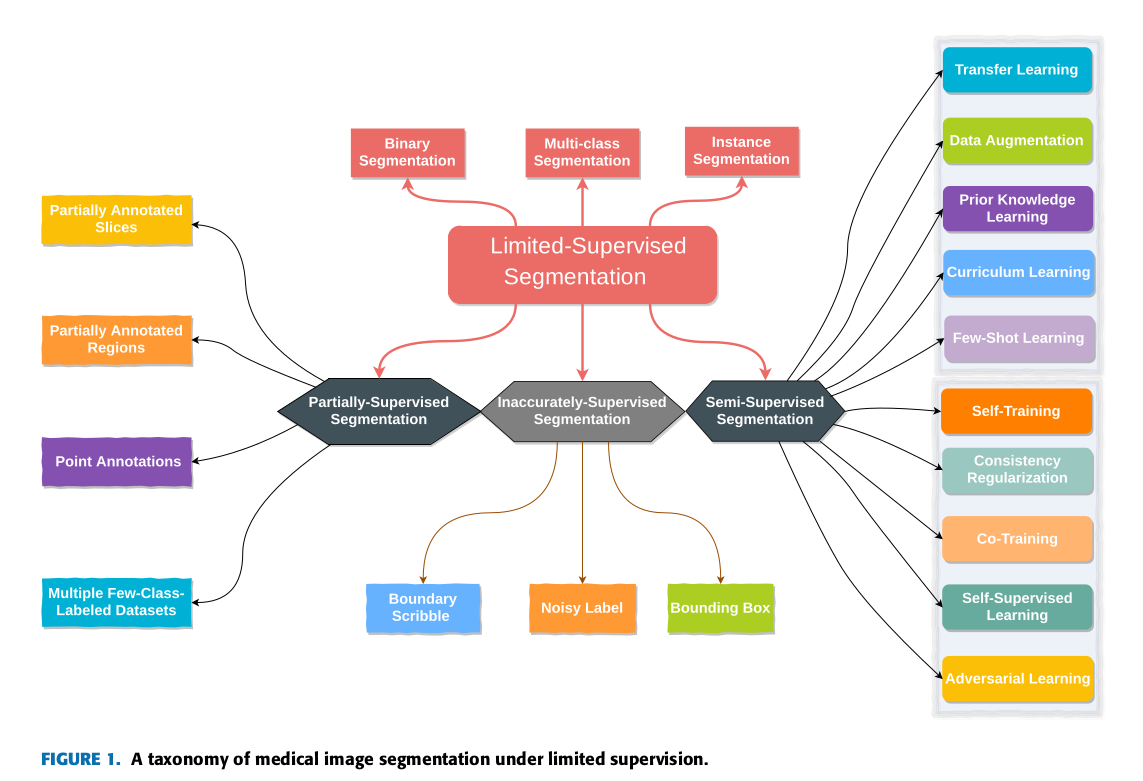 Transfer Learning
Data Augmentation
Prior Knowledge
Learning
Curriculum Learning
Few-Shot Learning
Binary
Segmentation
Multi-class
Segmentation
Instance
Segmentation
Limited-Supervised
Segmentation
Partially Annotated
Slices
Partially Annotated
Regions
Point Annotations
Multiple Few-Class-
Labeled Datasets
Partially-Supervised
Segmentation
Inaccurately-Supervised
Segmentation
Semi-Supervised
Segmentation
Boundary
Scribble
Noisy Label
Bounding Box
Self-Training
Consistency
Regularization
Co-Training
Self-Supervised
Learning
Adversarial Learning
FIGURE 1. A taxonomy of medical image segmentation under limited supervision.